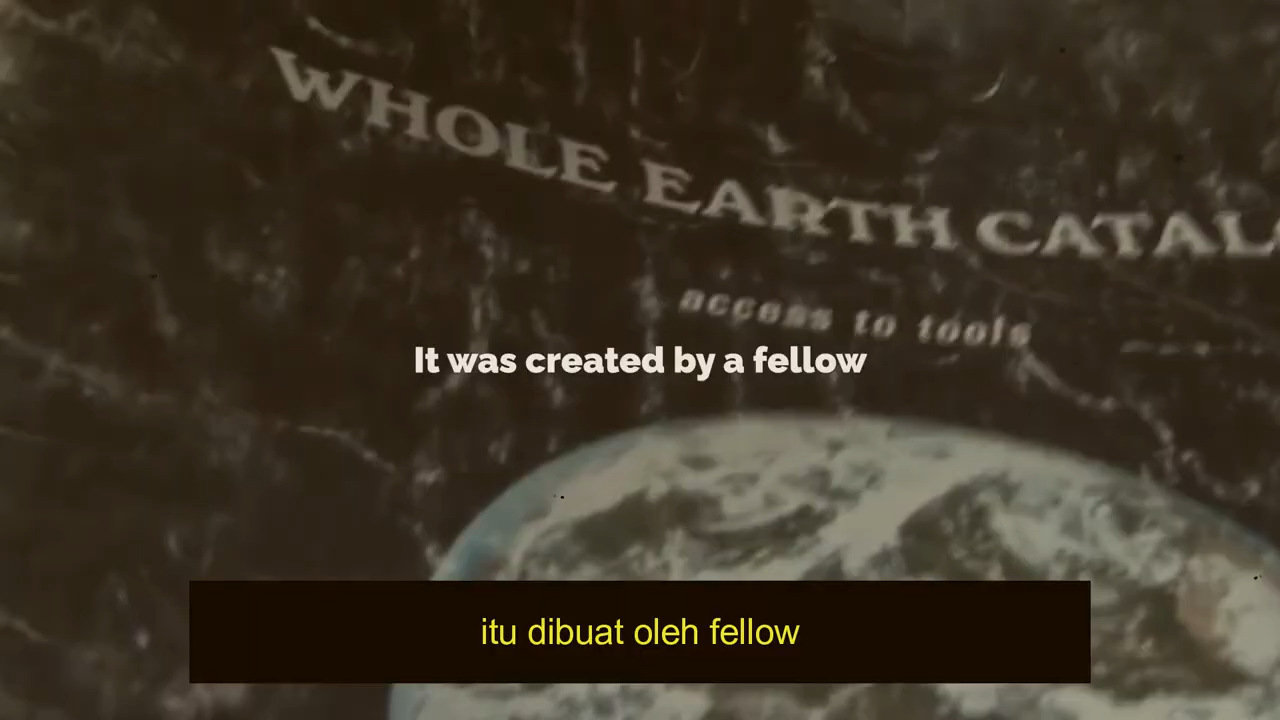 WHOLE EARTH CATAL
access to tools
It was created by a fellow
itu dibuat oleh fellow